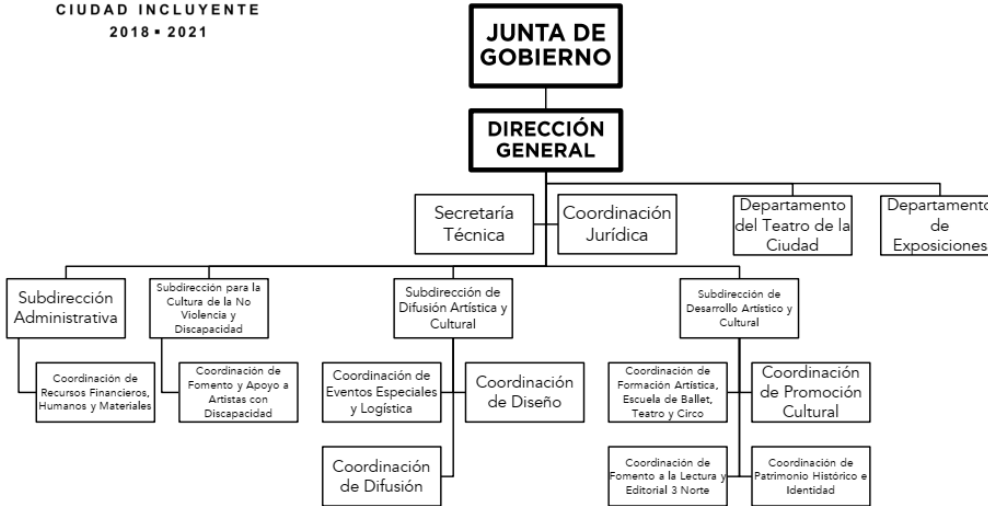 CIUDAD INCLUYENTE
2018 ▪ 2021
JUNTA DE
GOBIERNO
DIRECCIÓN
GENERAL
Secretaría
Técnica
Coordinación
Jurídica
Departamento
del Teatro de la
Ciudad
Departamento
de
Exposiciones
Subdirección
Administrativa
Subdirección para la
Cultura de la No
Violencia y
Discapacidad
Subdirección de
Difusión Artística y
Cultural
Subdirección de
Desarrollo Artístico y
Cultural
Coordinación de
Recursos Financieros,
Humanos y Materiales
Coordinación de
Fomento y Apoyo a
Artistas con
Discapacidad
Coordinación de
Eventos Especiales
y Logística
Coordinación
de Diseño
Coordinación de
Formación Artística,
Escuela de Ballet,
Teatro y Circo
Coordinación
de Promoción
Cultural
Coordinación
de Difusión
Coordinación de
Fomento a la Lectura y
Editorial 3 Norte
Coordinación de
Patrimonio Histórico e
Identidad